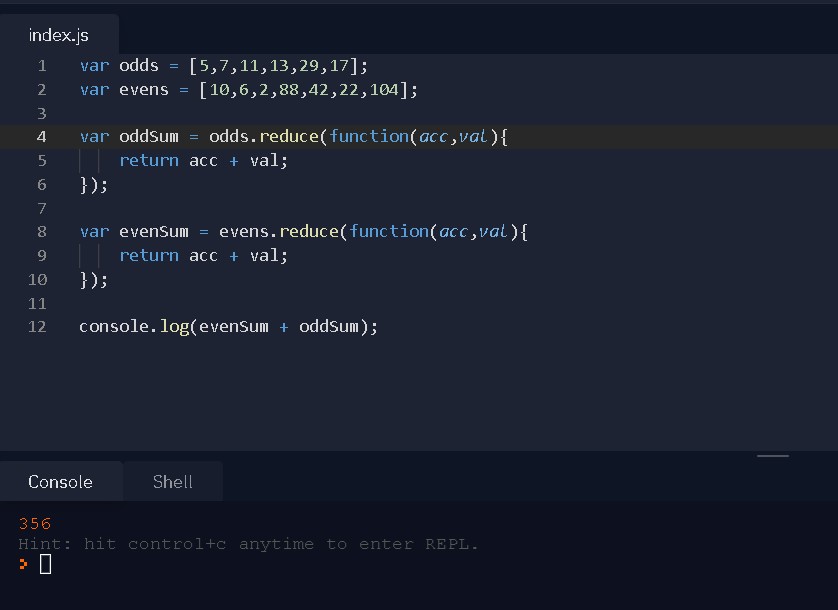 index.js
1 var odds = [5,7,11,13,29,17];
2 var evens = [10,6,2,88,42,22,104];
3
4 var oddSum = odds.reduce(function(acc,val){
5 return acc + val;
6 });
7
8 var evenSum = evens.reduce(function(acc,val){
9 return acc + val;
10 });
11
12 console.log(evenSum + oddSum);
Console Shell
356
Hint: hit control+c anytime to enter REPL.
>